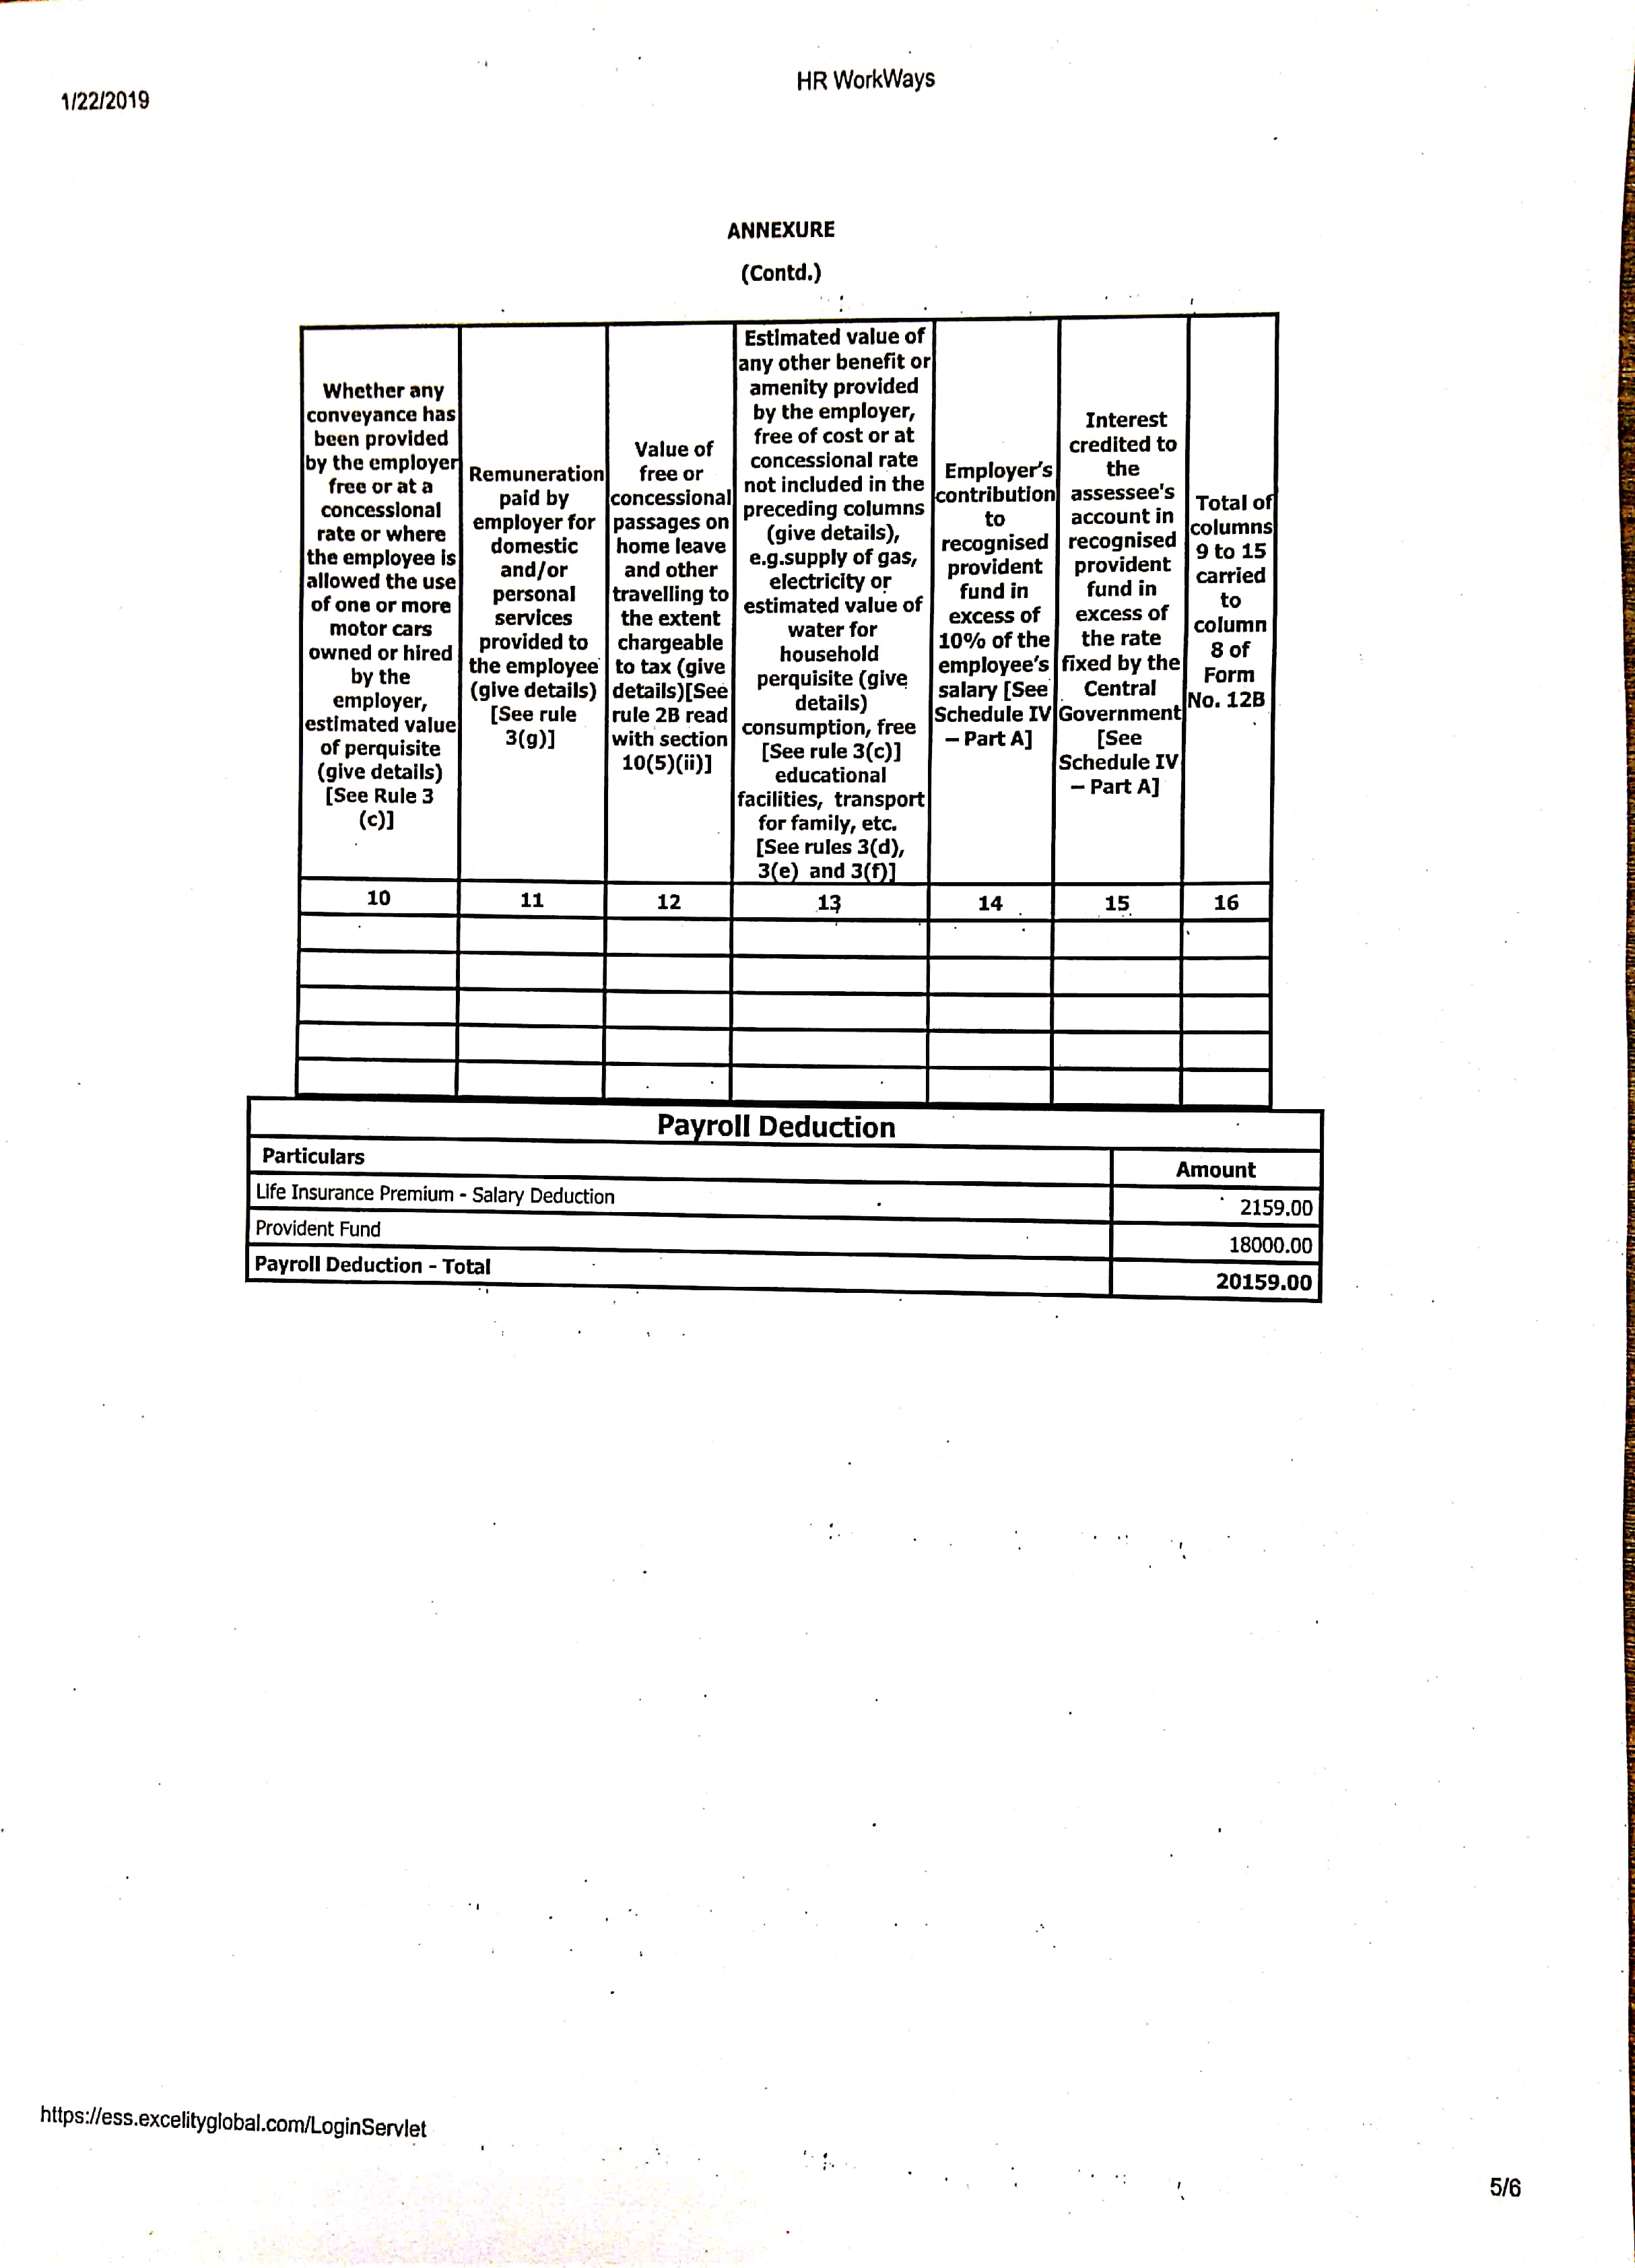 1/22/2019
HR WorkWays
ANNEXURE
(Contd.)
Whether any
conveyance has
been provided
by the employer
free or at a
concessional
rate or where
the employee is
allowed the use
of one or more
motor cars
owned or hired
by the
employer,
estimated value
of perquisite
(give details)
[See Rule 3
(c)]
Remuneration
paid by
employer for
domestic
and/or
personal
services
provided to
the employee
(give details)
[See rule
3(g)]
Value of
free or
concessional
passages on
home leave
and other
travelling to
the extent
chargeable
to tax (give
details)[See
rule 2B read
with section
10(5)(ii)]
Estimated value of
any other benefit or
amenity provided
by the employer,
free of cost or at
concessional rate
not included in the
preceding columns
(give details),
e.g.supply of gas,
electricity or
estimated value of
water for
household
perquisite (give
details)
consumption, free
[See rule 3(c)]
educational
facilities, transport
for family, etc.
[See rules 3(d),
3(e) and 3(f)]
Employer's
contribution
to
recognised
provident
fund in
excess of
10% of the
employee's
salary [See
Schedule IV
– Part A]
Interest
credited to
the
assessee's
account in
recognised
provident
fund in
excess of
the rate
fixed by the
Central
Government
[See
Schedule IV
– Part A]
Total of
columns
9 to 15
carried
to
column
8 of
Form
No. 12B
10 11 12 13 14 15 16
Payroll Deduction
Particulars Amount
Life Insurance Premium - Salary Deduction 2159.00
Provident Fund 18000.00
Payroll Deduction - Total 20159.00
https://ess.excelityglobal.com/LoginServlet
5/6